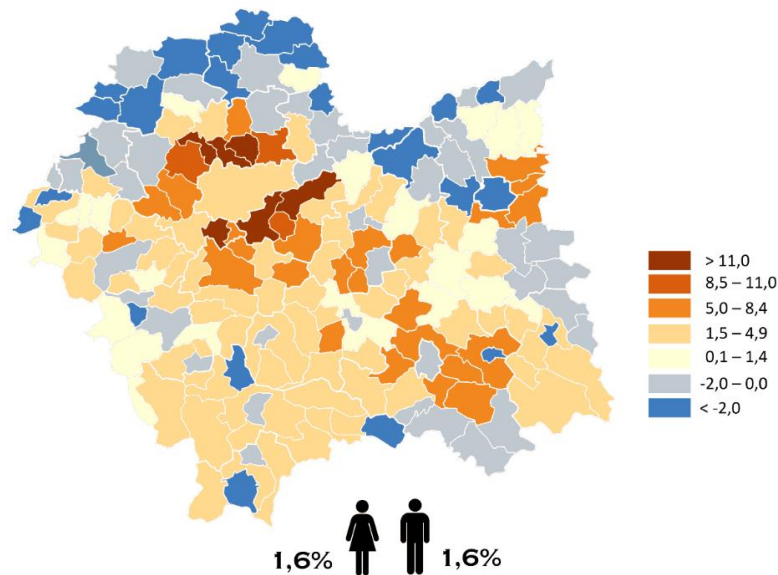 > 11,0
8,5 – 11,0
5,0 – 8,4
1,5 – 4,9
0,1 – 1,4
-2,0 – 0,0
< -2,0
1,6% 1,6%